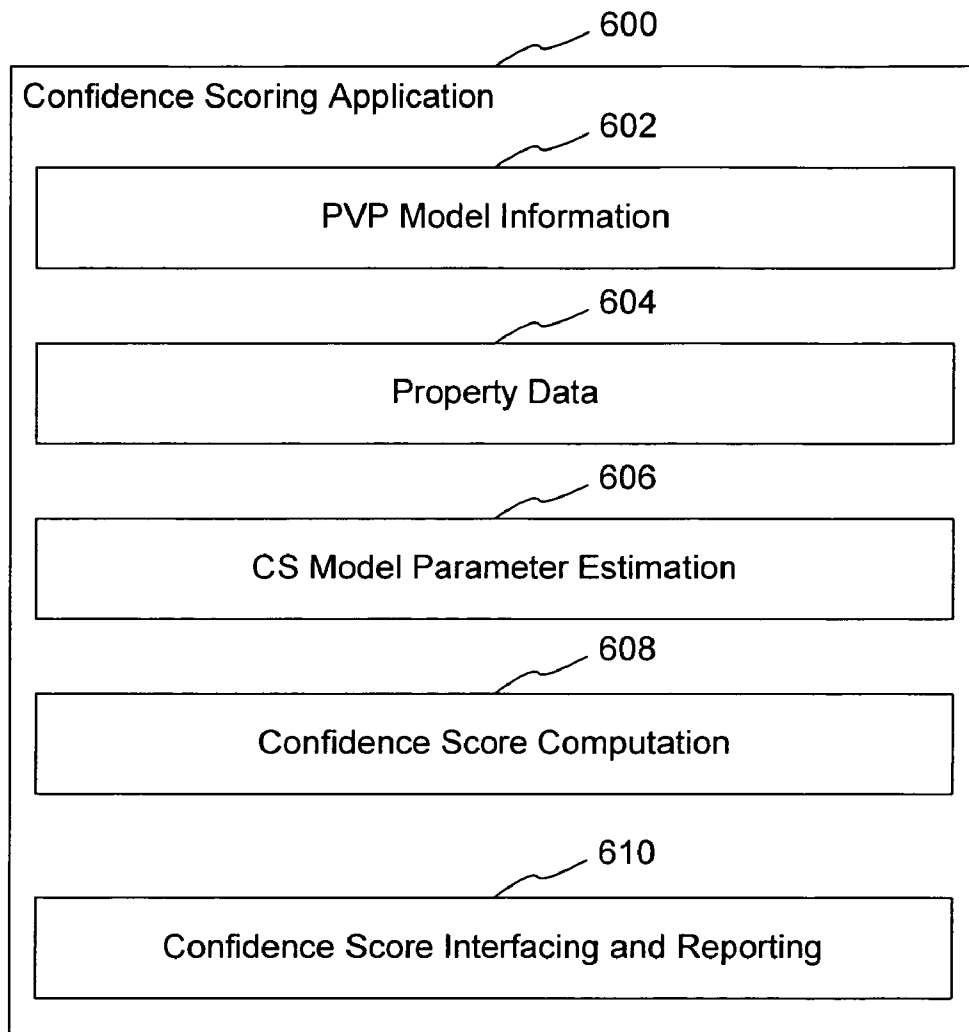 600
Confidence Scoring Application
602
PVP Model Information
604
Property Data
606
CS Model Parameter Estimation
608
Confidence Score Computation
610
Confidence Score Interfacing and Reporting